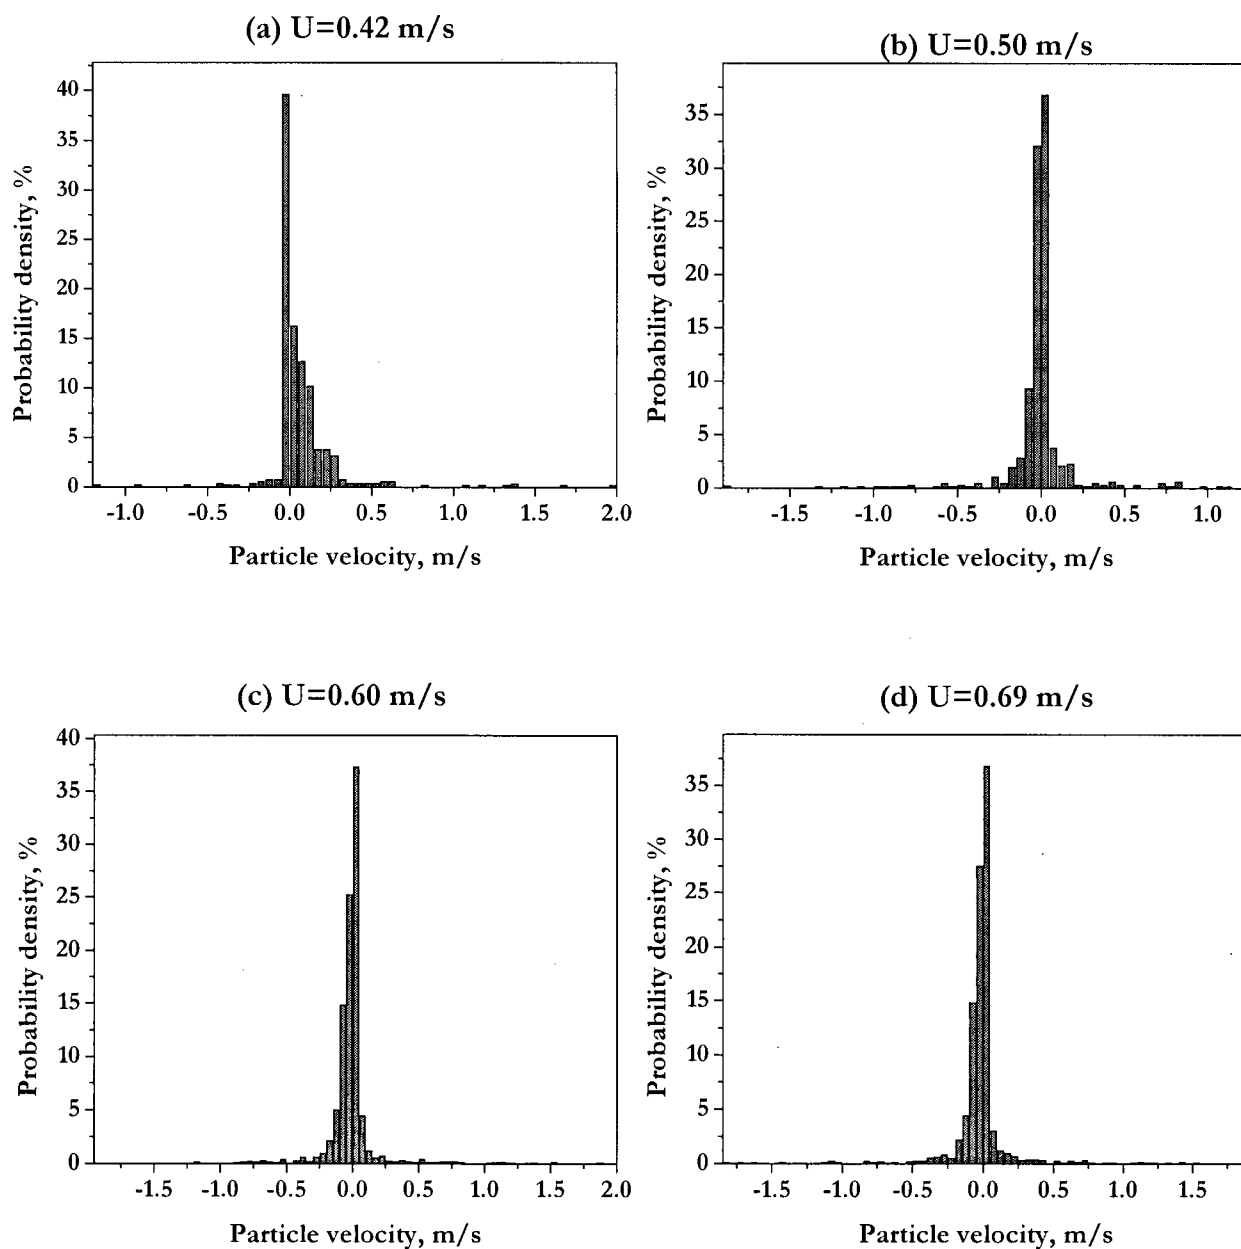 (a) U=0.42 m/s
40
35
30
25
20
15
10
5
0
Probability density, %
-1.0 -0.5 0.0 0.5 1.0 1.5 2.0
Particle velocity, m/s
(b) U=0.50 m/s
35
30
25
20
15
10
5
0
Probability density, %
-1.5 -1.0 -0.5 0.0 0.5 1.0
Particle velocity, m/s
(c) U=0.60 m/s
40
35
30
25
20
15
10
5
0
Probability density, %
-1.5 -1.0 -0.5 0.0 0.5 1.0 1.5 2.0
Particle velocity, m/s
(d) U=0.69 m/s
35
30
25
20
15
10
5
0
Probability density, %
-1.5 -1.0 -0.5 0.0 0.5 1.0 1.5
Particle velocity, m/s